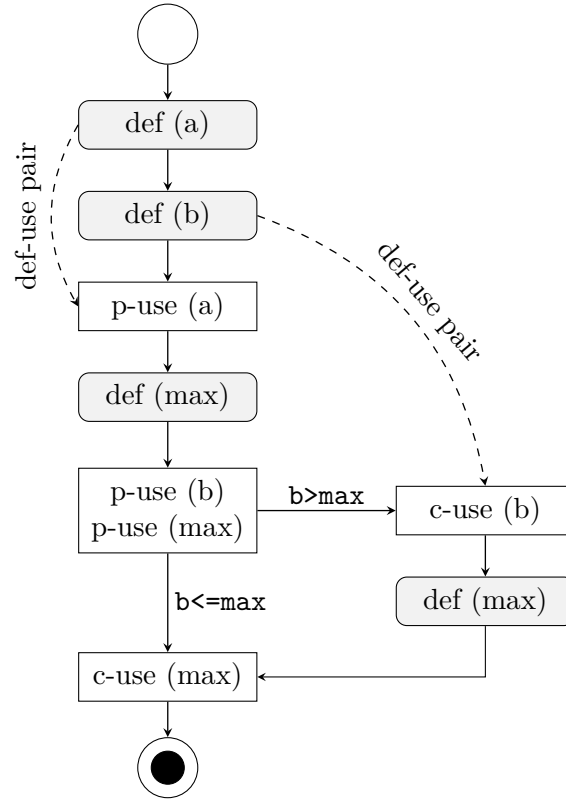 def (a)
def-use pair
def (b)
def-use pair
p-use (a)
def (max)
p-use (b)
p-use (max)
b>max
c-use (b)
def (max)
b<=max
c-use (max)